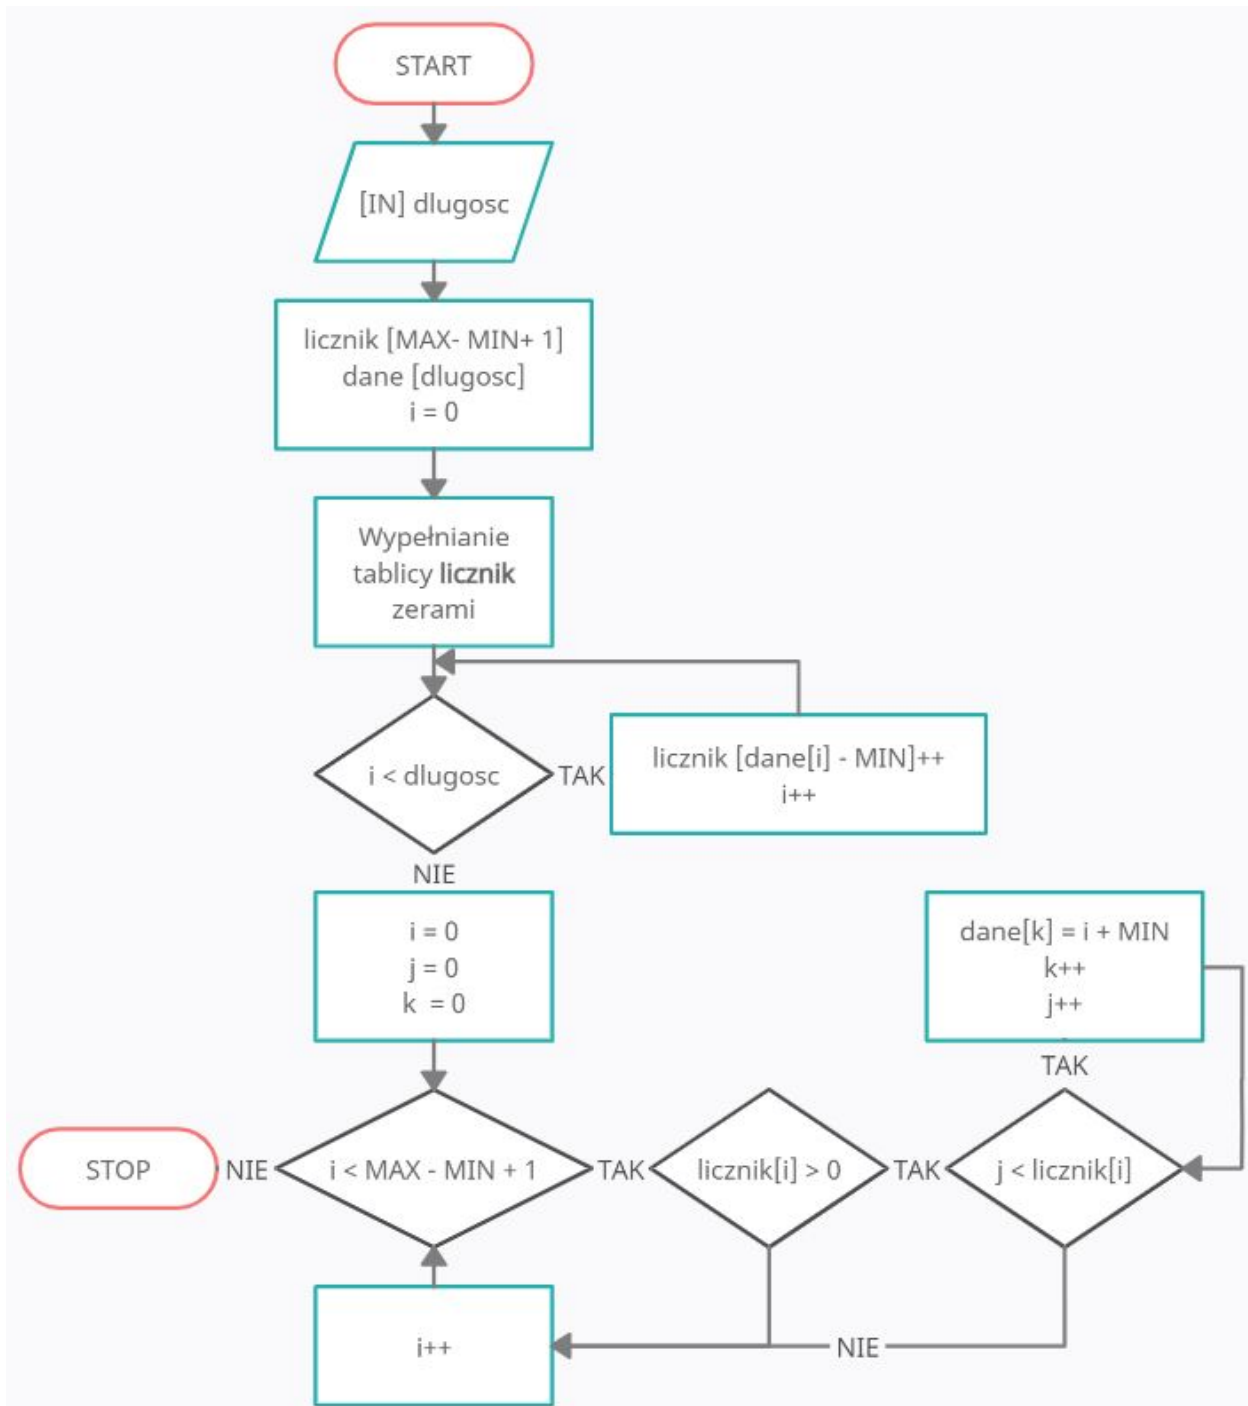 START
[IN] dlugosc
licznik [MAX- MIN+ 1]
dane [dlugosc]
i = 0
Wypełnianie
tablicy licznik
zerami
i < dlugosc
TAK
licznik [dane[i] - MIN]++
i++
NIE
i = 0
j = 0
k = 0
dane[k] = i + MIN
k++
j++
TAK
STOP
NIE
i < MAX - MIN + 1
TAK
licznik[i] > 0
TAK
j < licznik[i]
i++
NIE